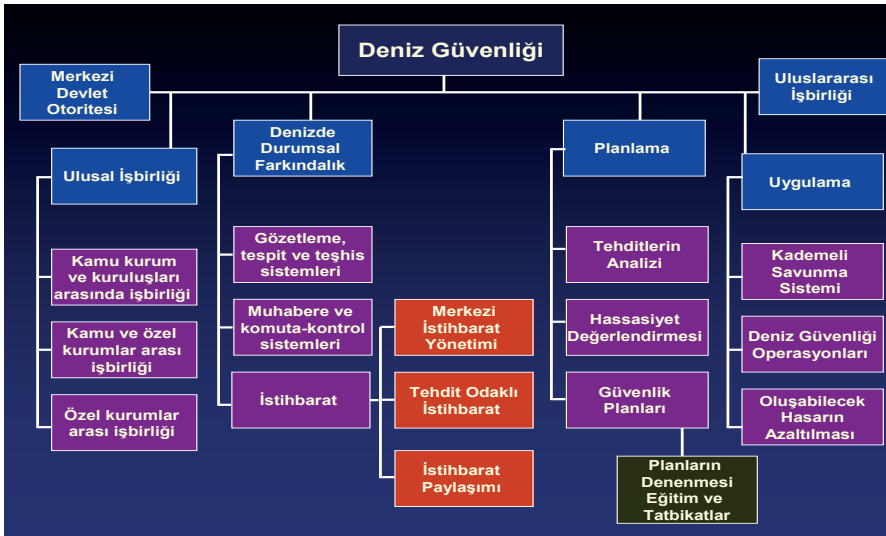 Deniz Güvenliği
Merkezi
Devlet
Otoritesi
Uluslararası
İşbirliği
Ulusal İşbirliği
Denizde
Durumsal
Farkındalık
Planlama
Uygulama
Kamu kurum
ve kuruluşları
arasında işbirliği
Kamu ve özel
kurumlar arası
işbirliği
Özel kurumlar
arası işbirliği
Gözetleme,
tespit ve teşhis
sistemleri
Muhabere ve
komuta-kontrol
sistemleri
İstihbarat
Merkezi
İstihbarat
Yönetimi
Tehdit Odaklı
İstihbarat
İstihbarat
Paylaşımı
Tehditlerin
Analizi
Hassasiyet
Değerlendirmesi
Güvenlik
Planları
Planların
Denenmesi
Eğitim ve
Tatbikatlar
Kademeli
Savunma
Sistemi
Deniz Güvenliği
Operasyonları
Oluşabilecek
Hasarın
Azaltılması